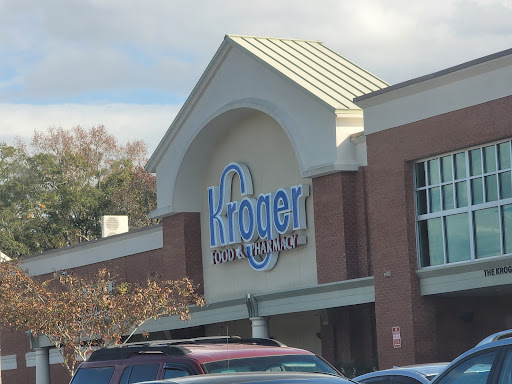 Kroger
FOOD & PHARMACY
THE KROG